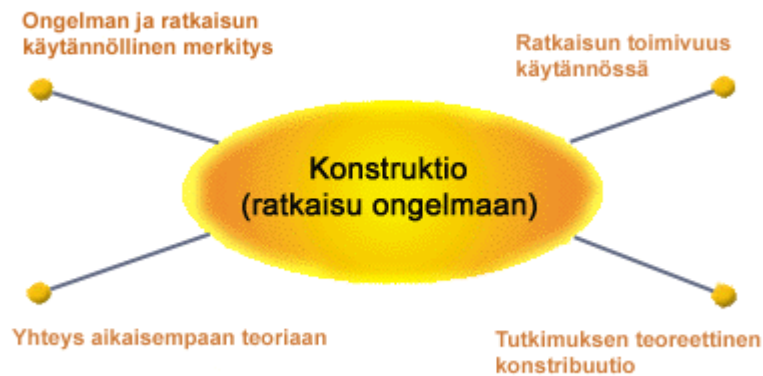 Ongelman ja ratkaisun
käytännöllinen merkitys
Ratkaisun toimivuus
käytännössä
Konstruktio
(ratkaisu ongelmaan)
Yhteys aikaisempaan teoriaan
Tutkimuksen teoreettinen
konstribuutio